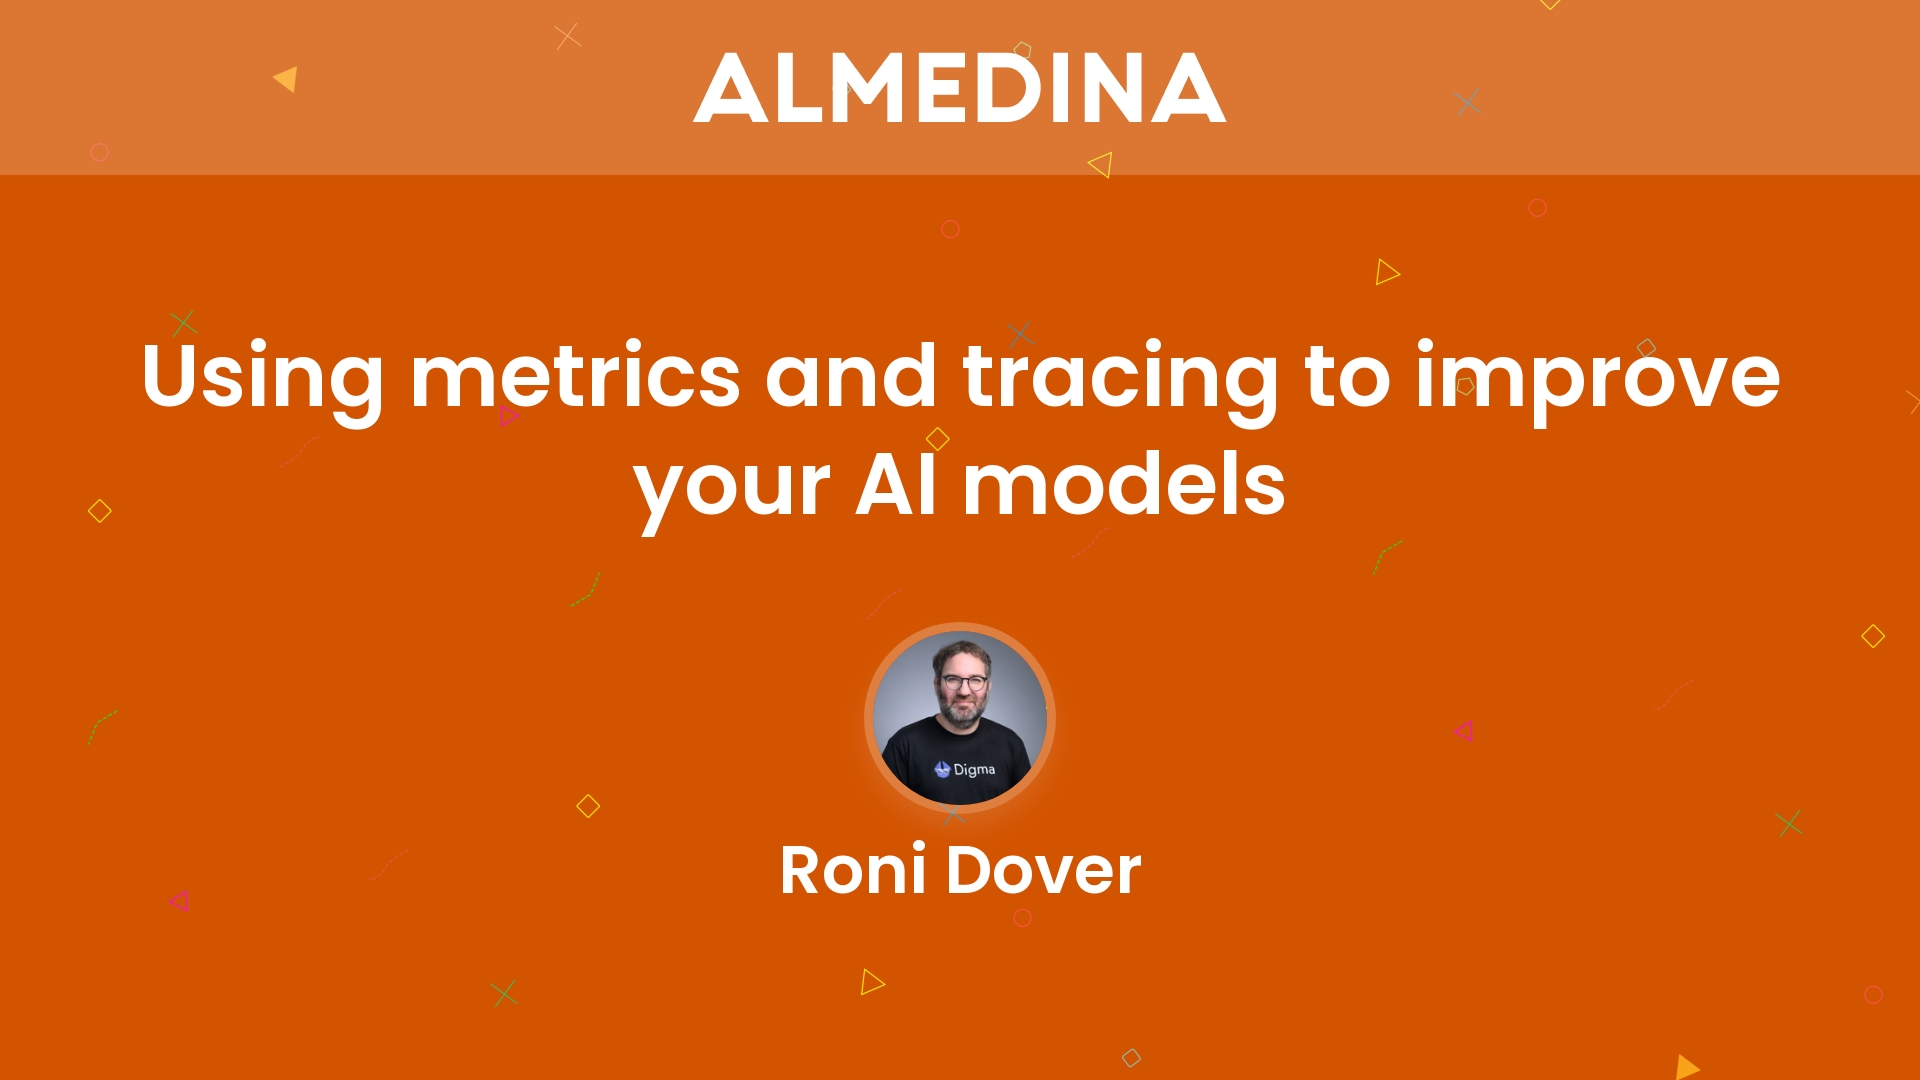 ALMEDINA
Using metrics and tracing to improve
your AI models
Digma
Roni Dover